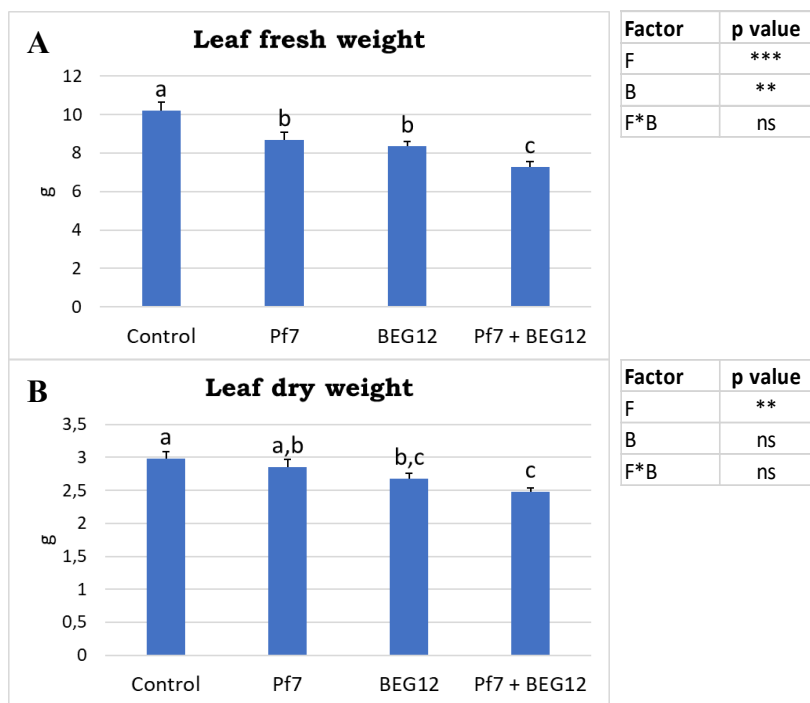 A
Leaf fresh weight
12
10
8
6
4
2
0
g
a
b
b
c
Control Pf7 BEG12 Pf7 + BEG12
Factor p value
F ***
B **
F*B ns
B
Leaf dry weight
3,5
3
2,5
2
1,5
1
0,5
0
g
a
a,b
b,c
c
Control Pf7 BEG12 Pf7 + BEG12
Factor p value
F **
B ns
F*B ns